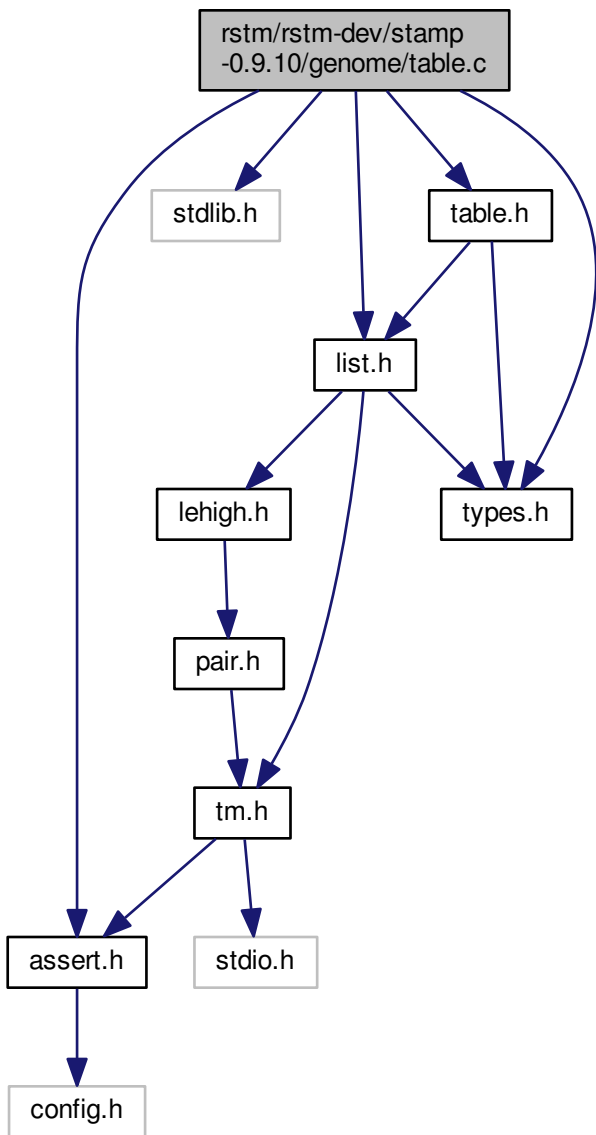 rstm/rstm-dev/stamp
-0.9.10/genome/table.c
stdlib.h
table.h
list.h
lehigh.h
types.h
pair.h
tm.h
assert.h
stdio.h
config.h